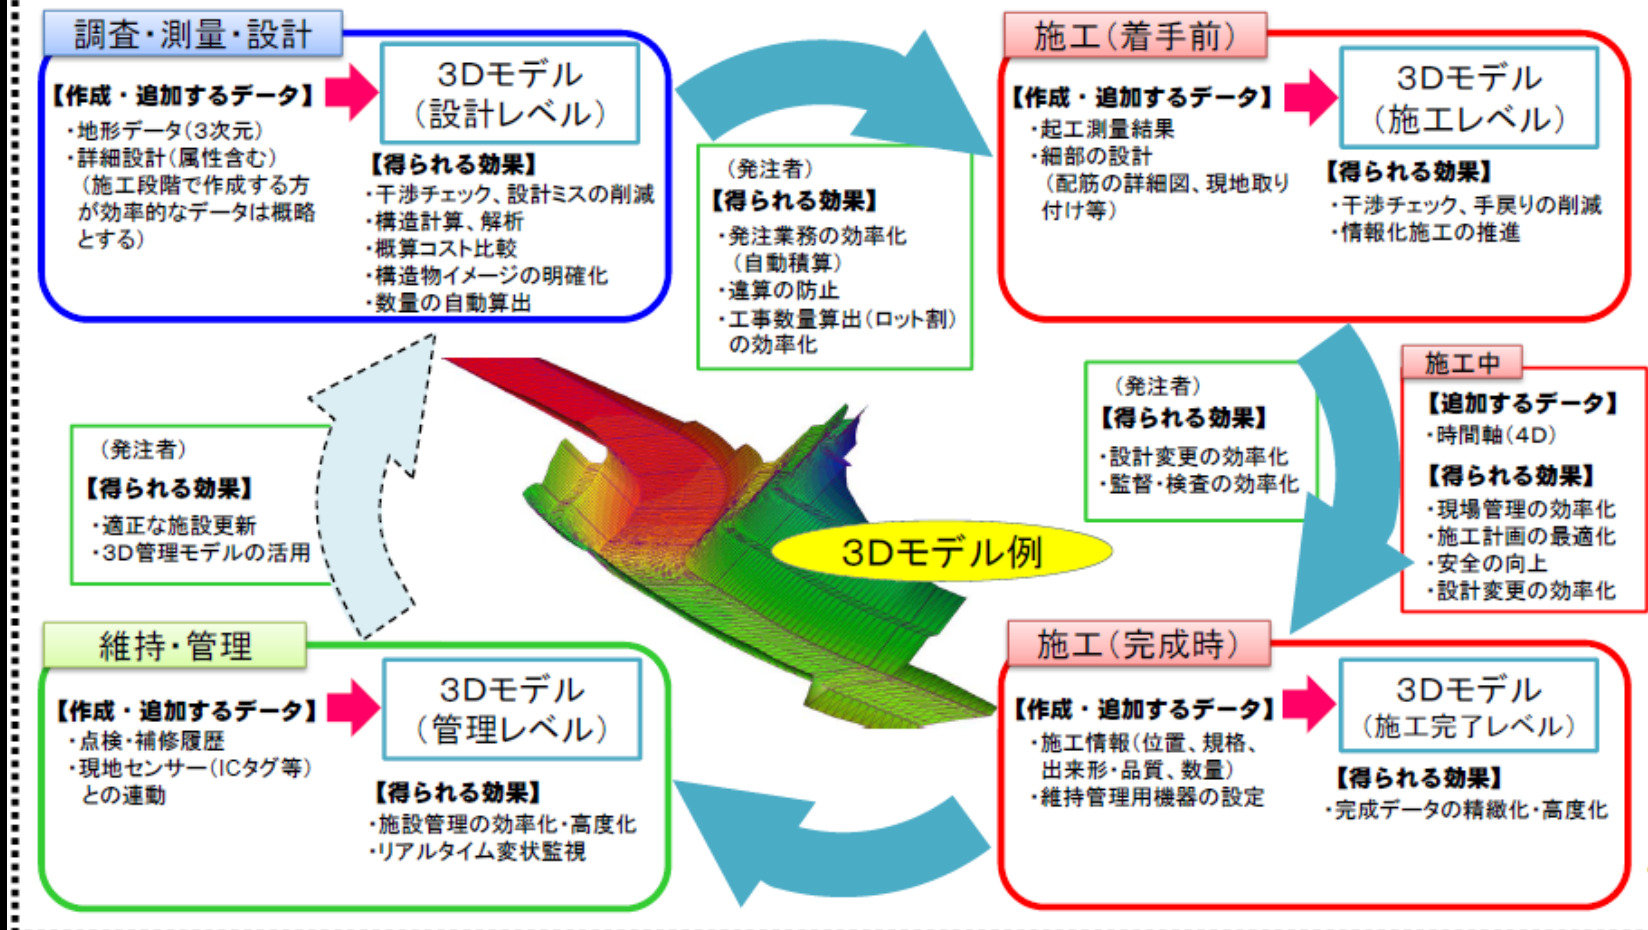 調査・測量・設計
【作成・追加するデータ】
・地形データ(3次元)
・詳細設計(属性含む)
(施工段階で作成する方
が効率的なデータは概略
とする)
3Dモデル
(設計レベル)
【得られる効果】
・干渉チェック、設計ミスの削減
・構造計算、解析
・概算コスト比較
・構造物イメージの明確化
・数量の自動算出
(発注者)
【得られる効果】
・発注業務の効率化
(自動積算)
・違算の防止
・工事数量算出(ロット割)
の効率化
施工(着手前)
【作成・追加するデータ】
・起工測量結果
・細部の設計
(配筋の詳細図、現地取り
付け等)
3Dモデル
(施工レベル)
【得られる効果】
・干渉チェック、手戻りの削減
・情報化施工の推進
(発注者)
【得られる効果】
・設計変更の効率化
・監督・検査の効率化
施工中
【追加するデータ】
・時間軸(4D)
【得られる効果】
・現場管理の効率化
・施工計画の最適化
・安全の向上
・設計変更の効率化
3Dモデル例
(発注者)
【得られる効果】
・適正な施設更新
・3D管理モデルの活用
維持・管理
【作成・追加するデータ】
・点検・補修履歴
・現地センサー(ICタグ等)
との連動
3Dモデル
(管理レベル)
【得られる効果】
・施設管理の効率化・高度化
・リアルタイム変状監視
施工(完成時)
【作成・追加するデータ】
・施工情報(位置、規格、
出来形・品質、数量)
・維持管理用機器の設定
3Dモデル
(施工完了レベル)
【得られる効果】
・完成データの精緻化・高度化